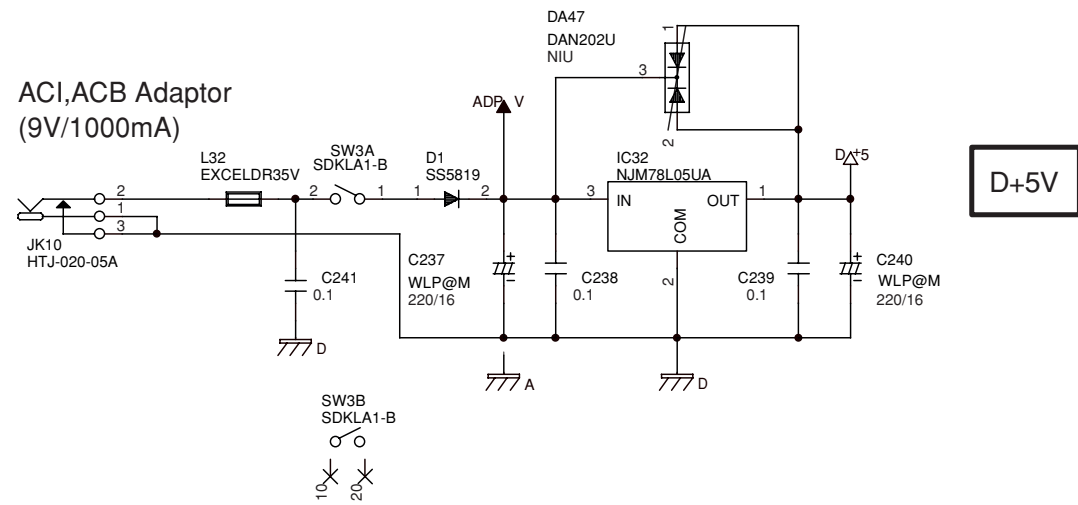 DA47
DAN202U
NIU
1
3
2
ACI,ACB Adaptor
(9V/1000mA)
ADP V
L32
EXCELDR35V
SW3A
SDKLA1-B
D1
SS5819
IC32
NJM78L05UA
D+5
D+5V
2
2 1
1 2
3 IN OUT 1
COM
2
1
3
JK10
HTJ-020-05A
C241
0.1
C237
WLP@M
220/16
+
C238
0.1
C239
0.1
C240
WLP@M
220/16
+
D
A
D
SW3B
SDKLA1-B
10 20